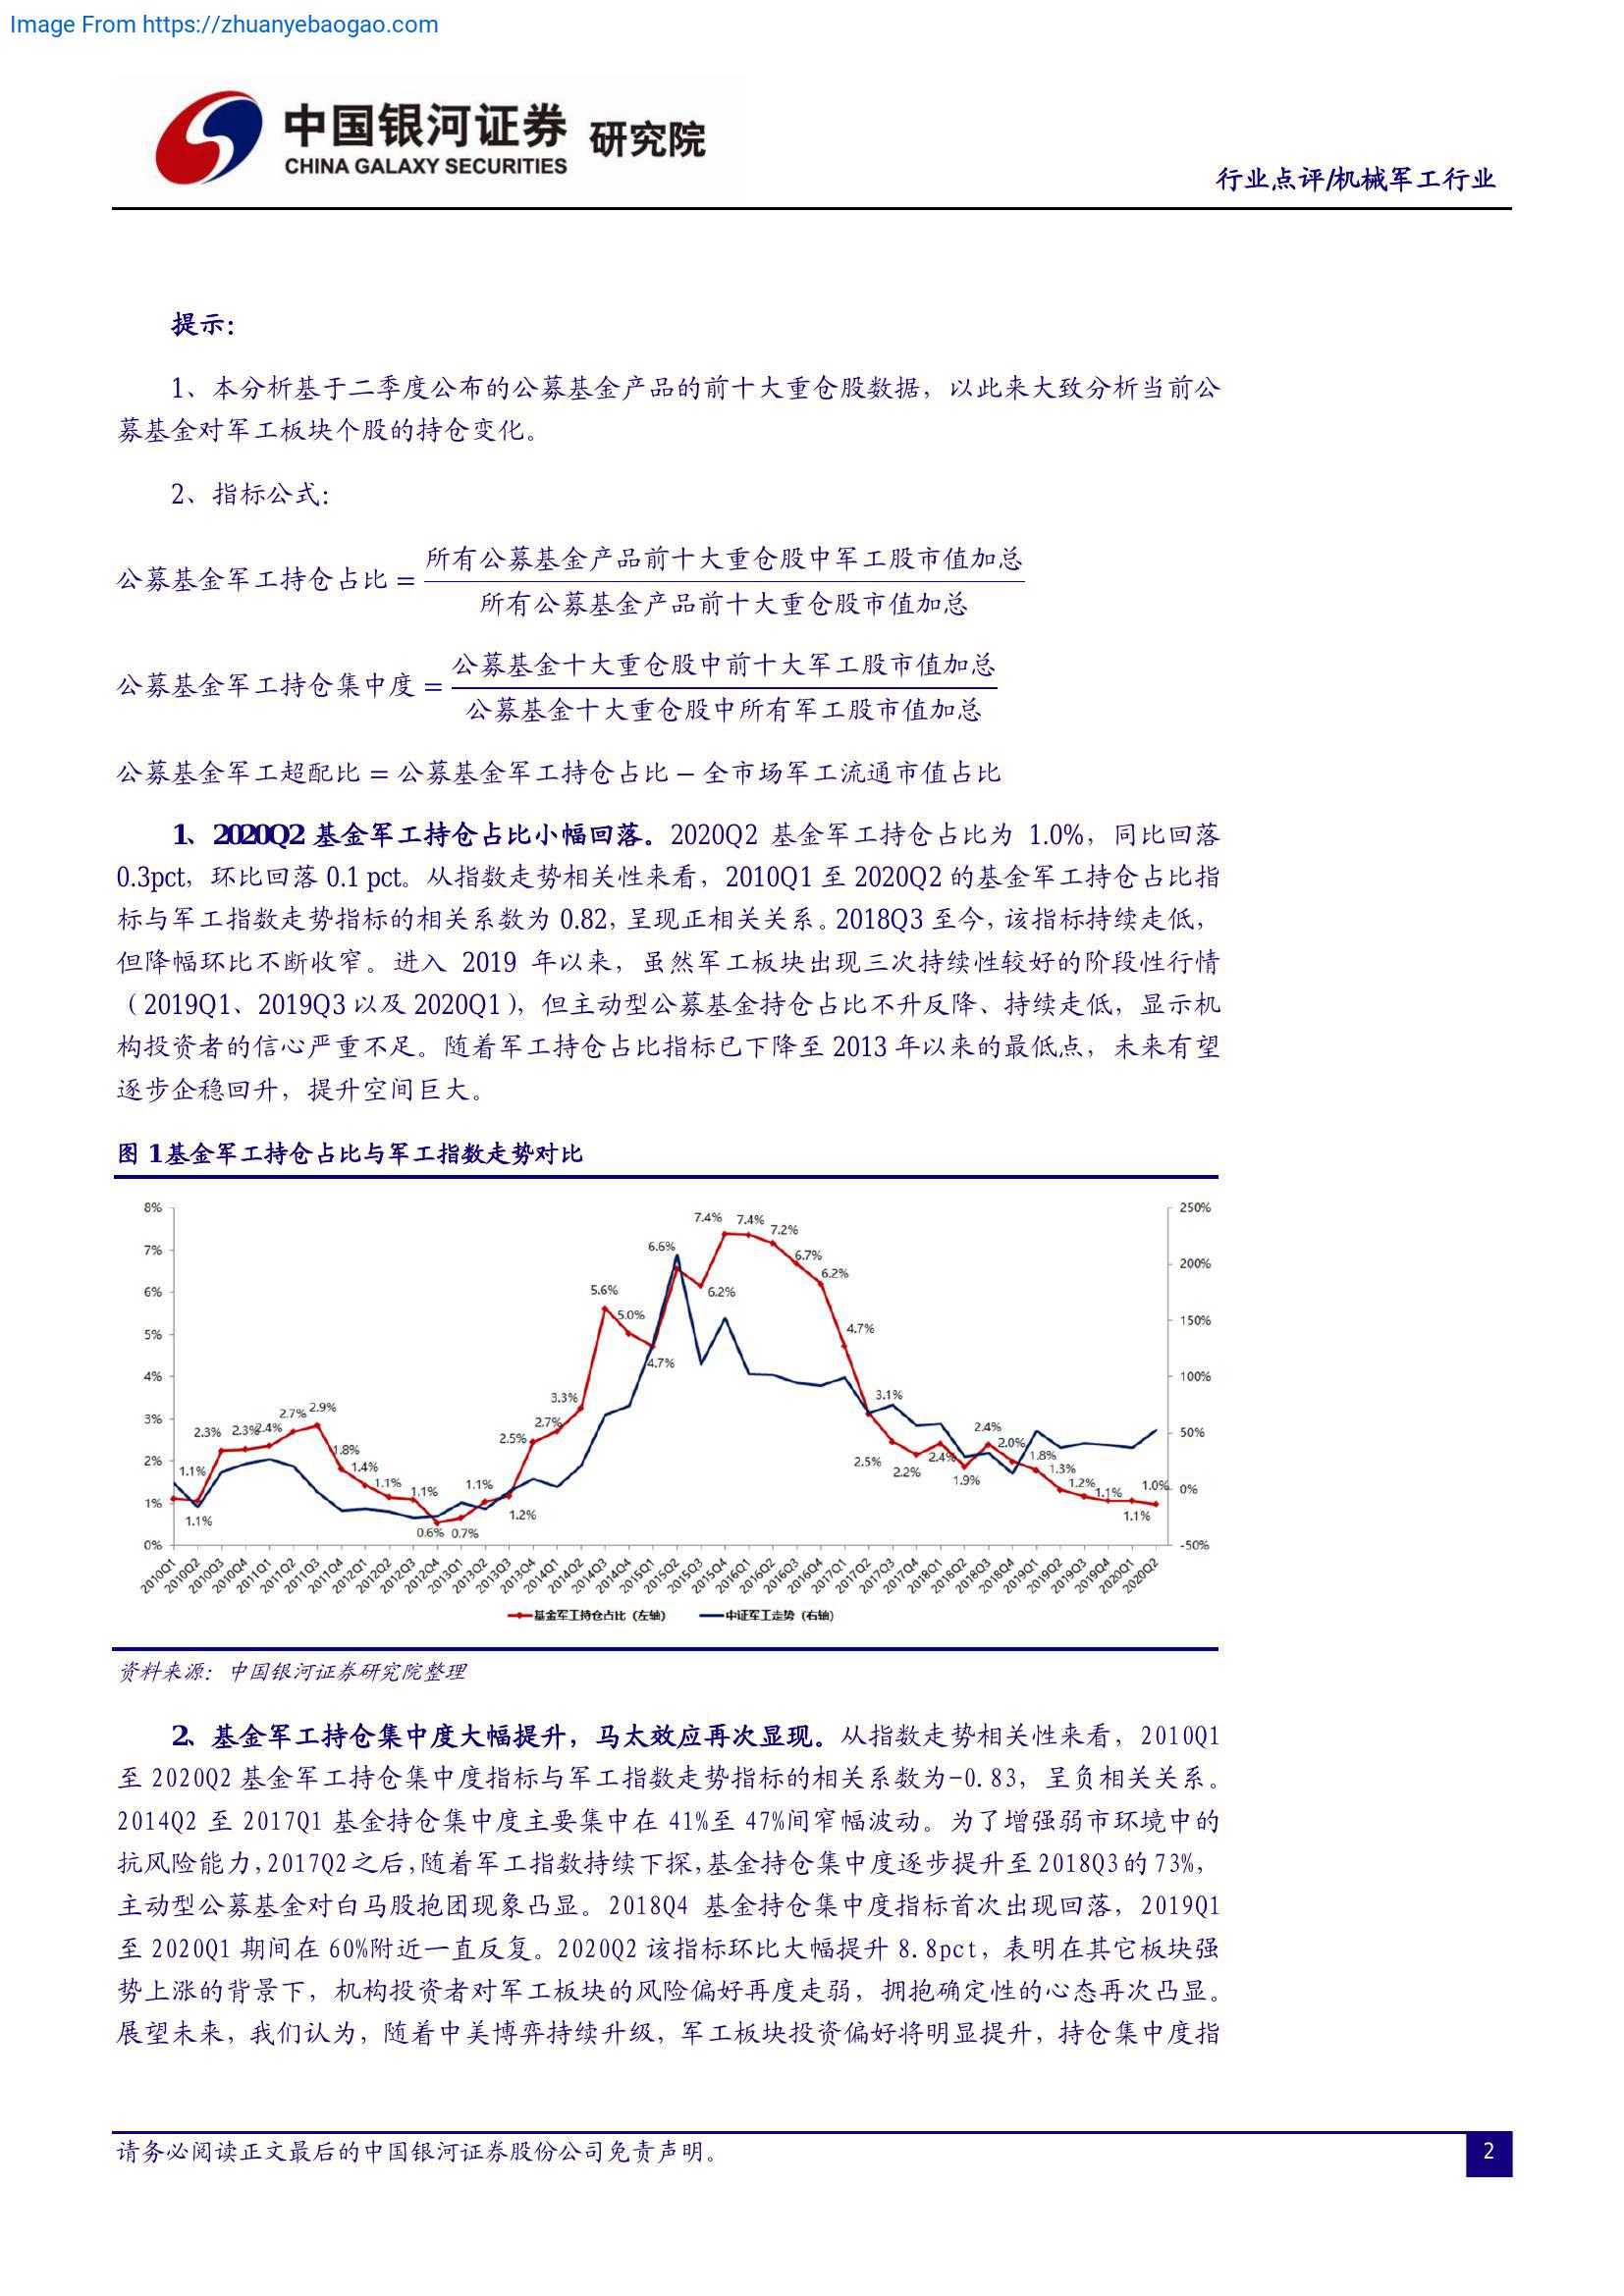 Image From https://zhuanyebaogao.com
中国银河证券 研究院
CHINA GALAXY SECURITIES
行业点评/机械军工行业
提示：
1、本分析基于二季度公布的公募基金产品的前十大重仓股数据，以此来大致分析当前公
募基金对军工板块个股的持仓变化。
2、指标公式：
所有公募基金产品前十大重仓股中军工股市值加总
公募基金军工持仓占比 =
所有公募基金产品前十大重仓股市值加总
公募基金十大重仓股中前十大军工股市值加总
公募基金军工持仓集中度 =
公募基金十大重仓股中所有军工股市值加总
公募基金军工超配比 = 公募基金军工持仓占比 − 全市场军工流通市值占比
1、2020Q2 基金军工持仓占比小幅回落。2020Q2 基金军工持仓占比为 1.0%，同比回落
0.3pct，环比回落 0.1 pct。从指数走势相关性来看，2010Q1 至 2020Q2 的基金军工持仓占比指
标与军工指数走势指标的相关系数为 0.82，呈现正相关关系。2018Q3 至今，该指标持续走低，
但降幅环比不断收窄。进入 2019 年以来，虽然军工板块出现三次持续性较好的阶段性行情
（2019Q1、2019Q3 以及 2020Q1），但主动型公募基金持仓占比不升反降、持续走低，显示机
构投资者的信心严重不足。随着军工持仓占比指标已下降至 2013 年以来的最低点，未来有望
逐步企稳回升，提升空间巨大。
图 1基金军工持仓占比与军工指数走势对比
8% 7% 6% 5% 4% 3% 2% 1% 0%
250% 200% 150% 100% 50% 0% -50%
1.1% 1.1% 2.3% 2.3% 2.4% 2.7% 2.9% 1.8% 1.4% 1.1% 1.1% 0.6% 0.7% 1.1% 1.2% 2.5% 2.7% 3.3% 5.6% 5.0% 4.7% 6.6% 6.2% 7.4% 7.4% 7.2% 6.7% 6.2% 4.7% 3.1% 2.5% 2.2% 2.4% 1.9% 2.4% 2.0% 1.8% 1.3% 1.2% 1.1% 1.1% 1.0%
2010Q1 2010Q2 2010Q3 2010Q4 2011Q1 2011Q2 2011Q3 2011Q4 2012Q1 2012Q2 2012Q3 2012Q4 2013Q1 2013Q2 2013Q3 2013Q4 2014Q1 2014Q2 2014Q3 2014Q4 2015Q1 2015Q2 2015Q3 2015Q4 2016Q1 2016Q2 2016Q3 2016Q4 2017Q1 2017Q2 2017Q3 2017Q4 2018Q1 2018Q2 2018Q3 2018Q4 2019Q1 2019Q2 2019Q3 2019Q4 2020Q1 2020Q2
基金军工持仓占比（左轴） 中证军工走势（右轴）
资料来源：中国银河证券研究院整理
2、基金军工持仓集中度大幅提升，马太效应再次显现。从指数走势相关性来看，2010Q1
至 2020Q2 基金军工持仓集中度指标与军工指数走势指标的相关系数为-0.83，呈负相关关系。
2014Q2 至 2017Q1 基金持仓集中度主要集中在 41%至 47%间窄幅波动。为了增强弱市环境中的
抗风险能力，2017Q2之后，随着军工指数持续下探，基金持仓集中度逐步提升至2018Q3的73%，
主动型公募基金对白马股抱团现象凸显。2018Q4 基金持仓集中度指标首次出现回落，2019Q1
至 2020Q1 期间在 60%附近一直反复。2020Q2 该指标环比大幅提升 8.8pct，表明在其它板块强
势上涨的背景下，机构投资者对军工板块的风险偏好再度走弱，拥抱确定性的心态再次凸显。
展望未来，我们认为，随着中美博弈持续升级，军工板块投资偏好将明显提升，持仓集中度指
请务必阅读正文最后的中国银河证券股份公司免责声明。
2